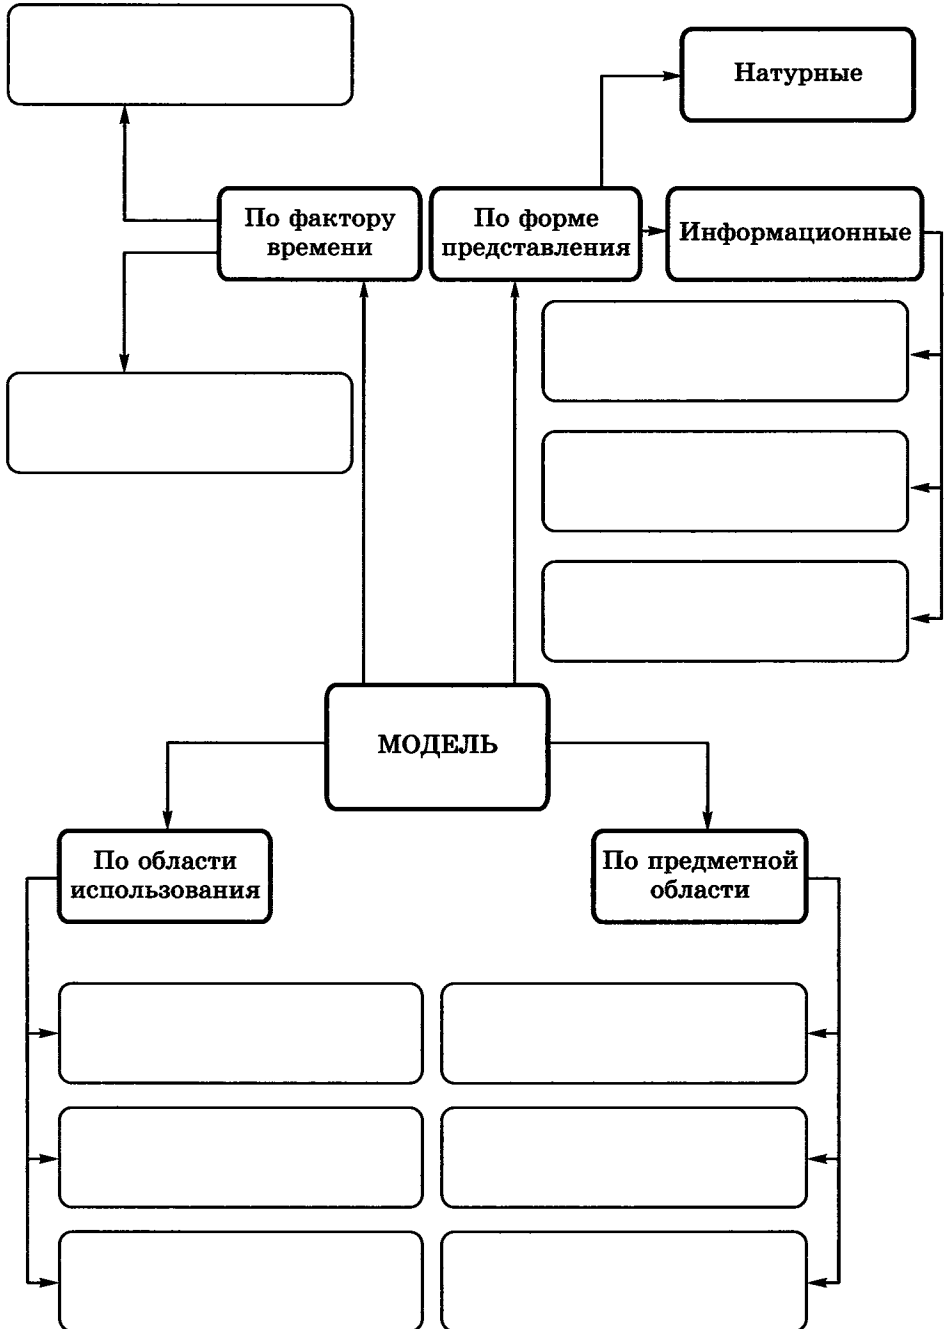 Натурные
По фактору
времени
По форме
представления
Информационные
МОДЕЛЬ
По области
использования
По предметной
области